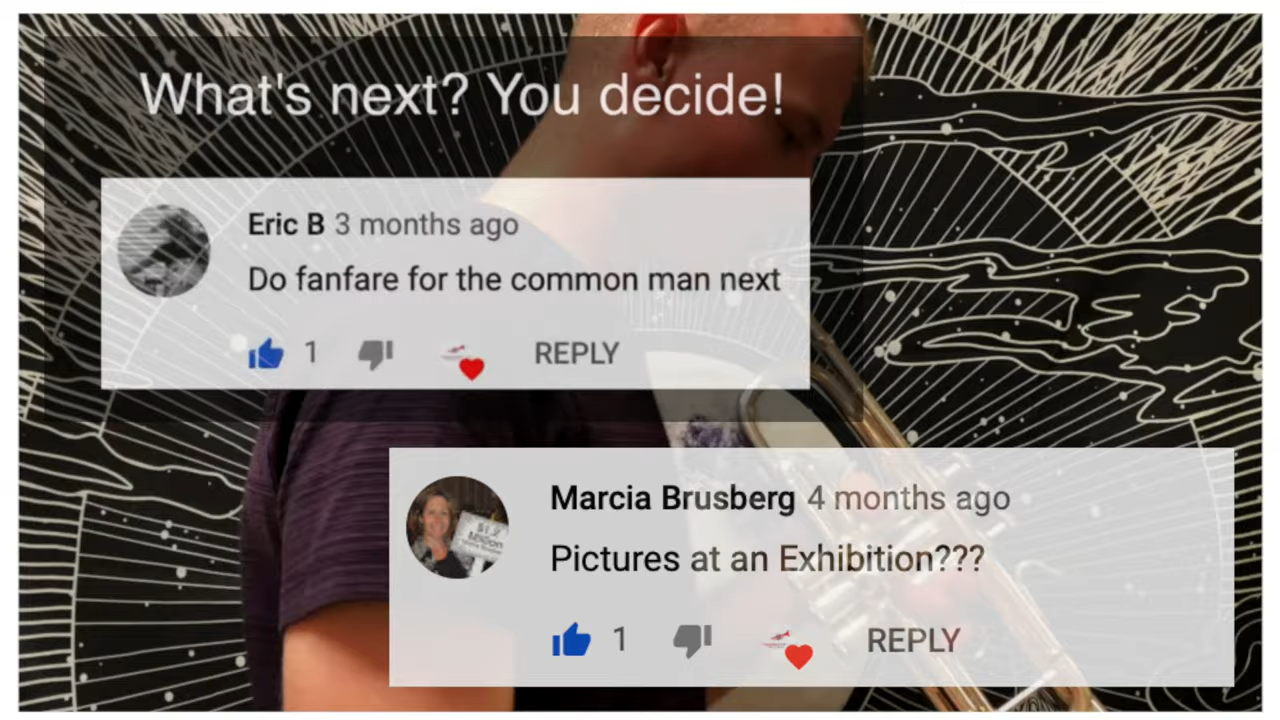 What's next? You decide!
Eric B 3 months ago
Do fanfare for the common man next
1 REPLY
Marcia Brusberg 4 months ago
Pictures at an Exhibition???
1 REPLY